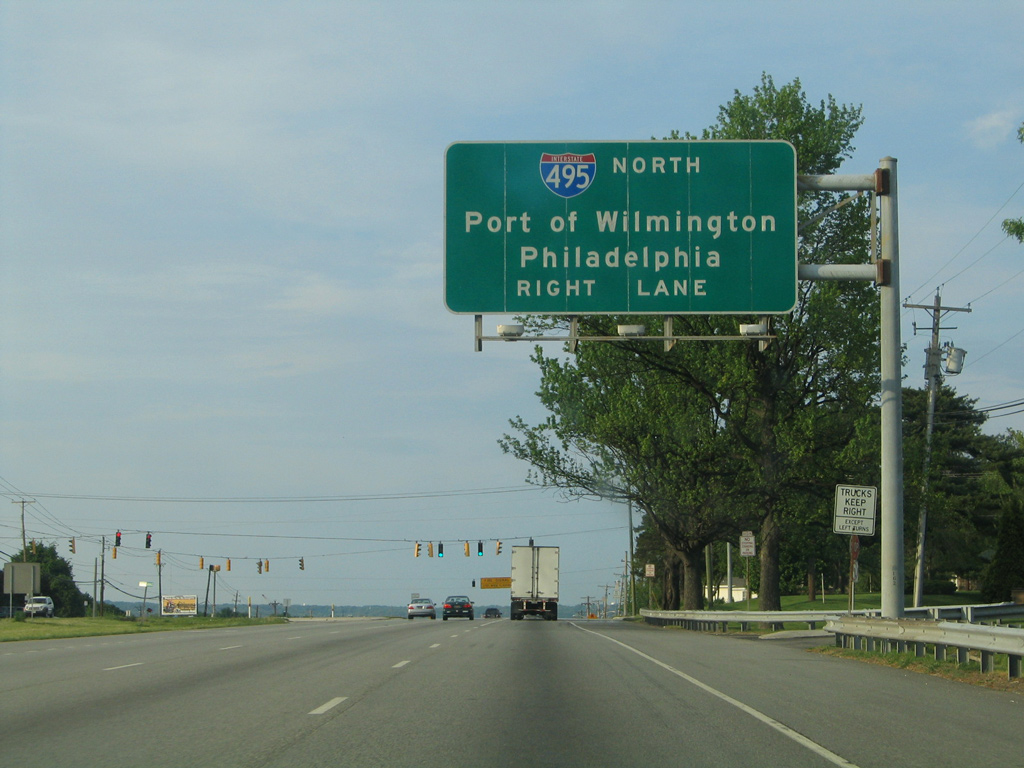 INTERSTATE
495 NORTH
Port of Wilmington
Philadelphia
RIGHT LANE
TRUCKS
KEEP
RIGHT
EXCEPT
LEFT TURNS